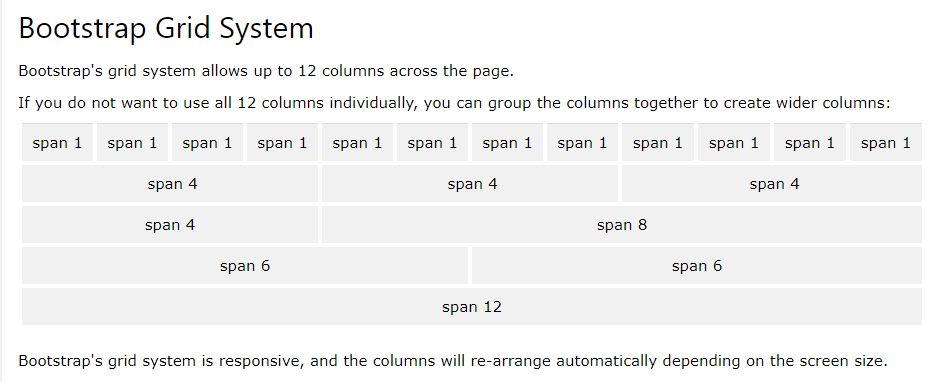 Bootstrap Grid System
Bootstrap's grid system allows up to 12 columns across the page.
If you do not want to use all 12 columns individually, you can group the columns together to create wider columns:
span 1 span 1 span 1 span 1 span 1 span 1 span 1 span 1 span 1 span 1 span 1 span 1
span 4 span 4 span 4
span 4 span 8
span 6 span 6
span 12
Bootstrap's grid system is responsive, and the columns will re-arrange automatically depending on the screen size.